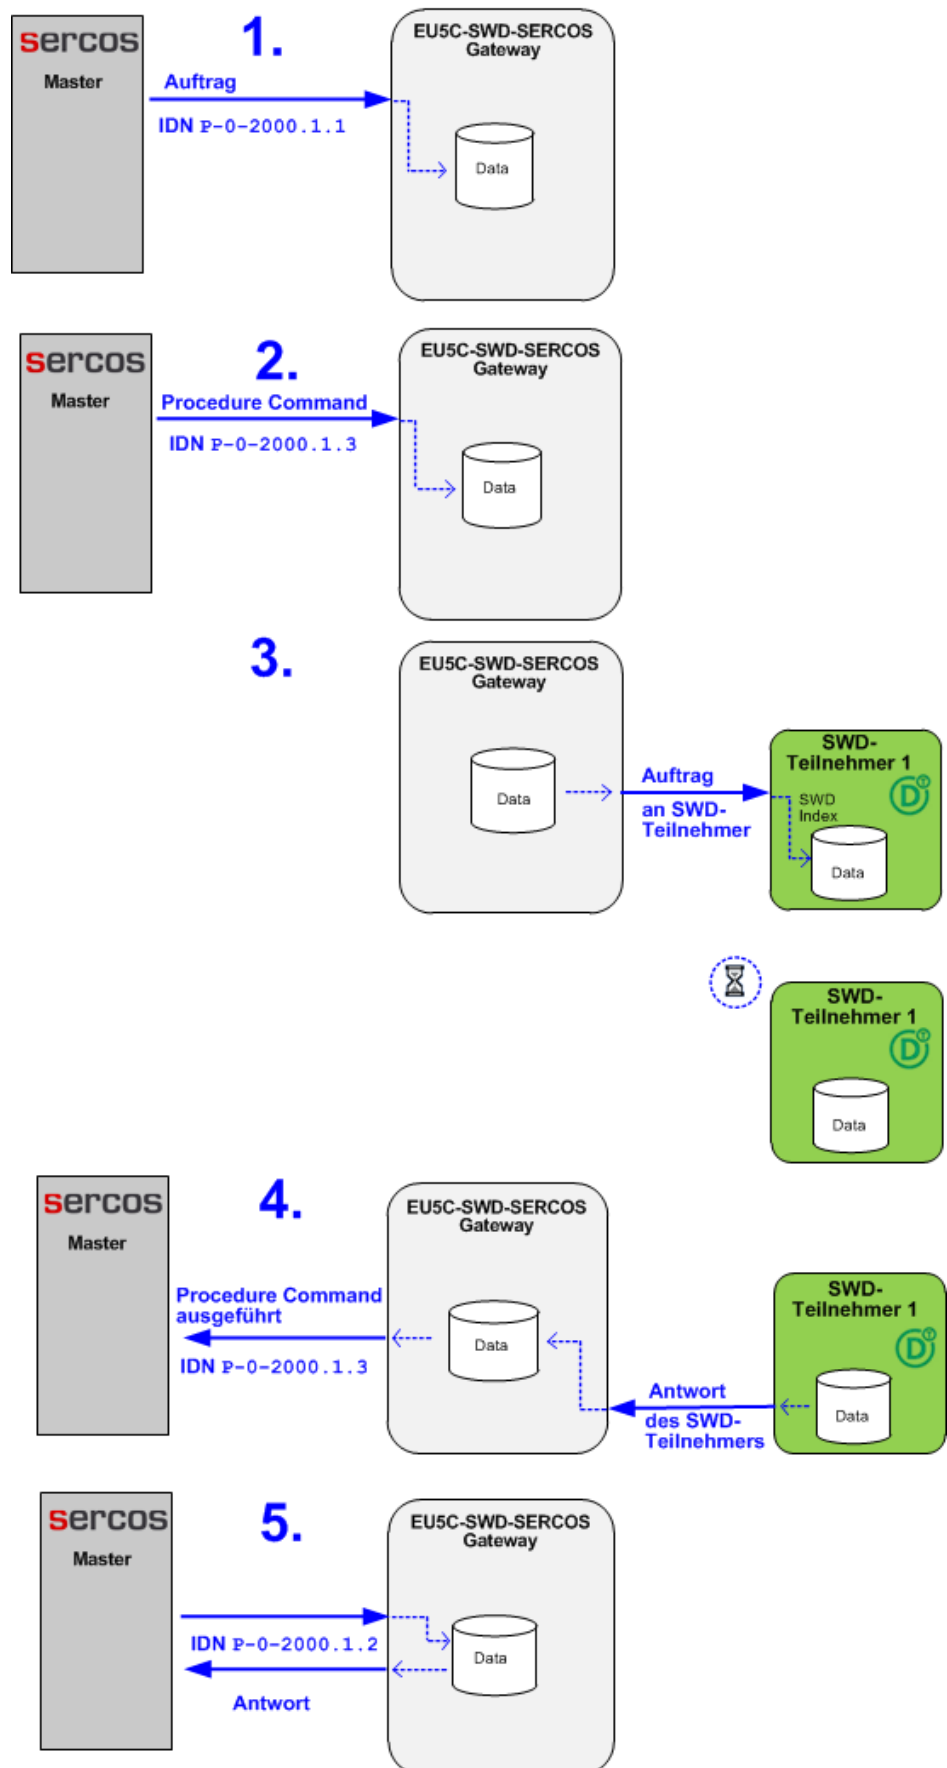 sercos
Master
1.
EU5C-SWD-SERCOS
Gateway
Auftrag
IDN P-0-2000.1.1
Data
sercos
Master
2.
EU5C-SWD-SERCOS
Gateway
Procedure Command
IDN P-0-2000.1.3
Data
3.
EU5C-SWD-SERCOS
Gateway
Data
Auftrag
an SWD-
Teilnehmer
SWD-
Teilnehmer 1
D T
SWD
Index
Data
SWD-
Teilnehmer 1
D T
Data
sercos
Master
4.
EU5C-SWD-SERCOS
Gateway
Procedure Command
ausgeführt
IDN P-0-2000.1.3
Data
Antwort
des SWD-
Teilnehmers
SWD-
Teilnehmer 1
D T
Data
sercos
Master
5.
EU5C-SWD-SERCOS
Gateway
IDN P-0-2000.1.2
Antwort
Data